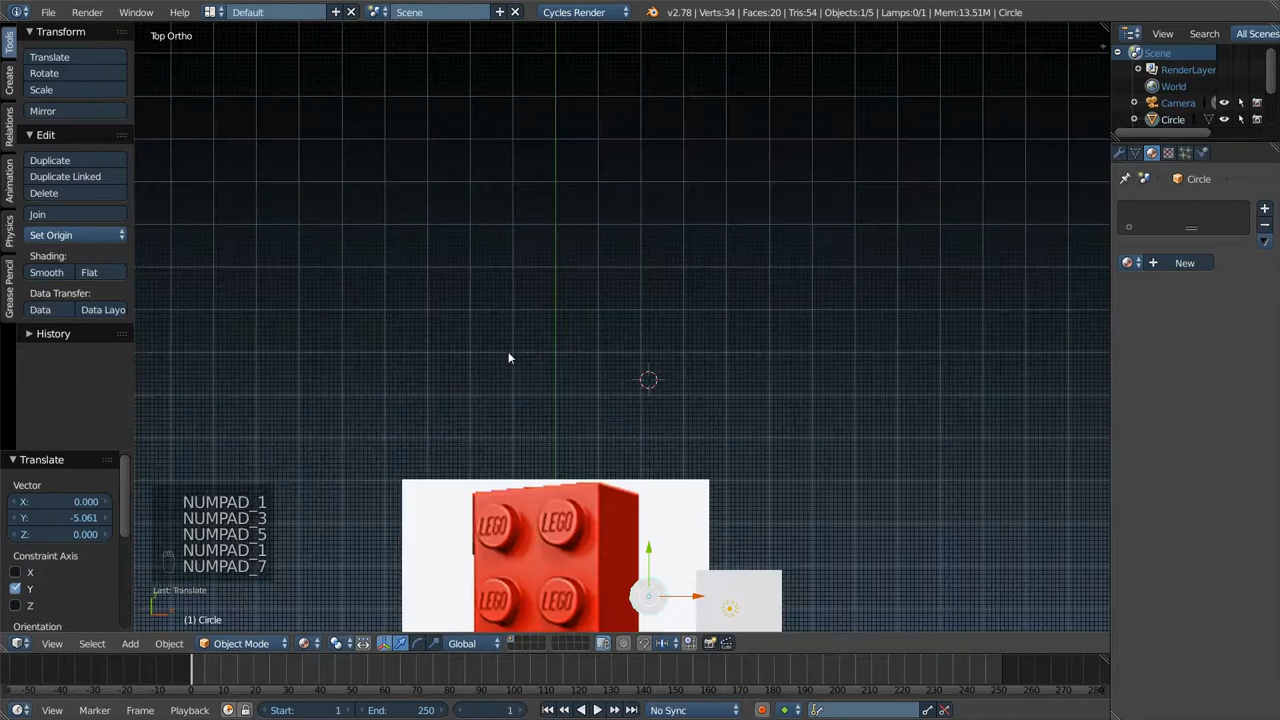 File Render Window Help Default Scene Cycles Render v2.78 | Verts:34 | Faces:20 | Tris:54 | Objects:1/5 | Lamps:0/1 | Mem:13.51M | Circle
Transform
Translate
Rotate
Scale
Mirror
Edit
Duplicate
Duplicate Linked
Delete
Join
Set Origin
Shading:
Smooth Flat
Data Transfer:
Data Data Layo
History
Tools
Create
Relations
Animation
Physics
Grease Pencil
Translate
Vector
X: 0.000
Y: -5.061
Z: 0.000
Constraint Axis
X
Y
Z
Orientation
Top Ortho
NUMPAD_1
NUMPAD_3
NUMPAD_5
NUMPAD_1
NUMPAD_7
Last: Translate
(1) Circle
LEGO LEGO
LEGO LEGO
View Search All Scenes
Scene
RenderLayer
World
Camera
Circle
Circle
New
View Select Add Object Object Mode Global
-50 -40 -30 -20 -10 0 10 20 30 40 50 60 70 80 90 100 110 120 130 140 150 160 170 180 190 200 210 220 230 240 250 260 270 280
View Marker Frame Playback Start: 1 End: 250 1 No Sync